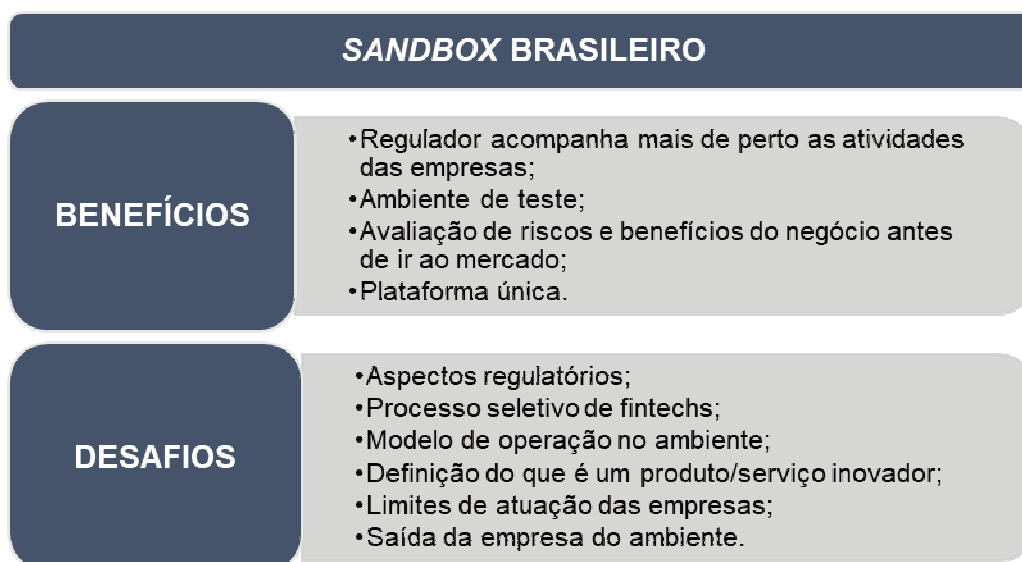 SANDBOX BRASILEIRO
BENEFÍCIOS
•Regulador acompanha mais de perto as atividades
das empresas;
•Ambiente de teste;
•Avaliação de riscos e benefícios do negócio antes
de ir ao mercado;
•Plataforma única.
DESAFIOS
•Aspectos regulatórios;
•Processo seletivo de fintechs;
•Modelo de operação no ambiente;
•Definição do que é um produto/serviço inovador;
•Limites de atuação das empresas;
•Saída da empresa do ambiente.